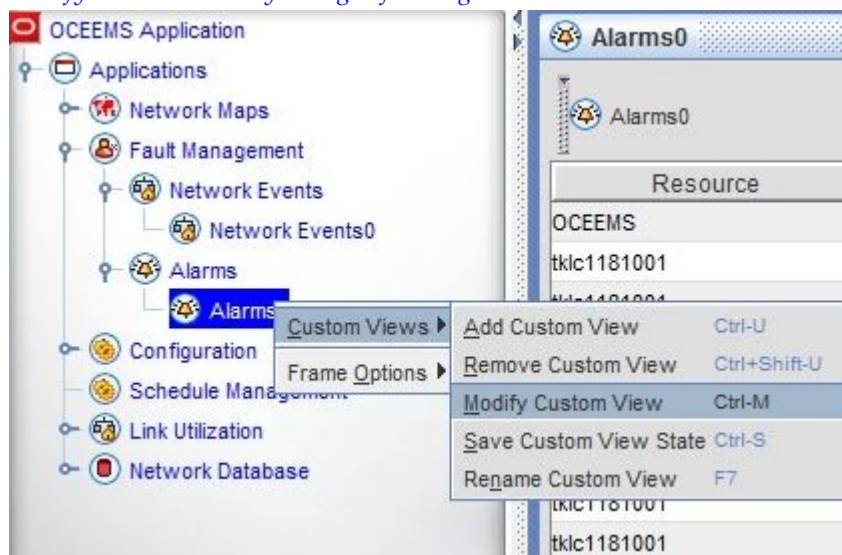 OCEEMS Application
Applications
Network Maps
Fault Management
Network Events
Network Events0
Alarms
Alarms
Configuration
Schedule Management
Link Utilization
Network Database
Custom Views
Frame Options
Add Custom View Ctrl-U
Remove Custom View Ctrl+Shift-U
Modify Custom View Ctrl-M
Save Custom View State Ctrl-S
Rename Custom View F7
Alarms0
Alarms0
Resource
OCEEMS
tklc1181001
tklc1181001
tklc1181001
tklc1181001